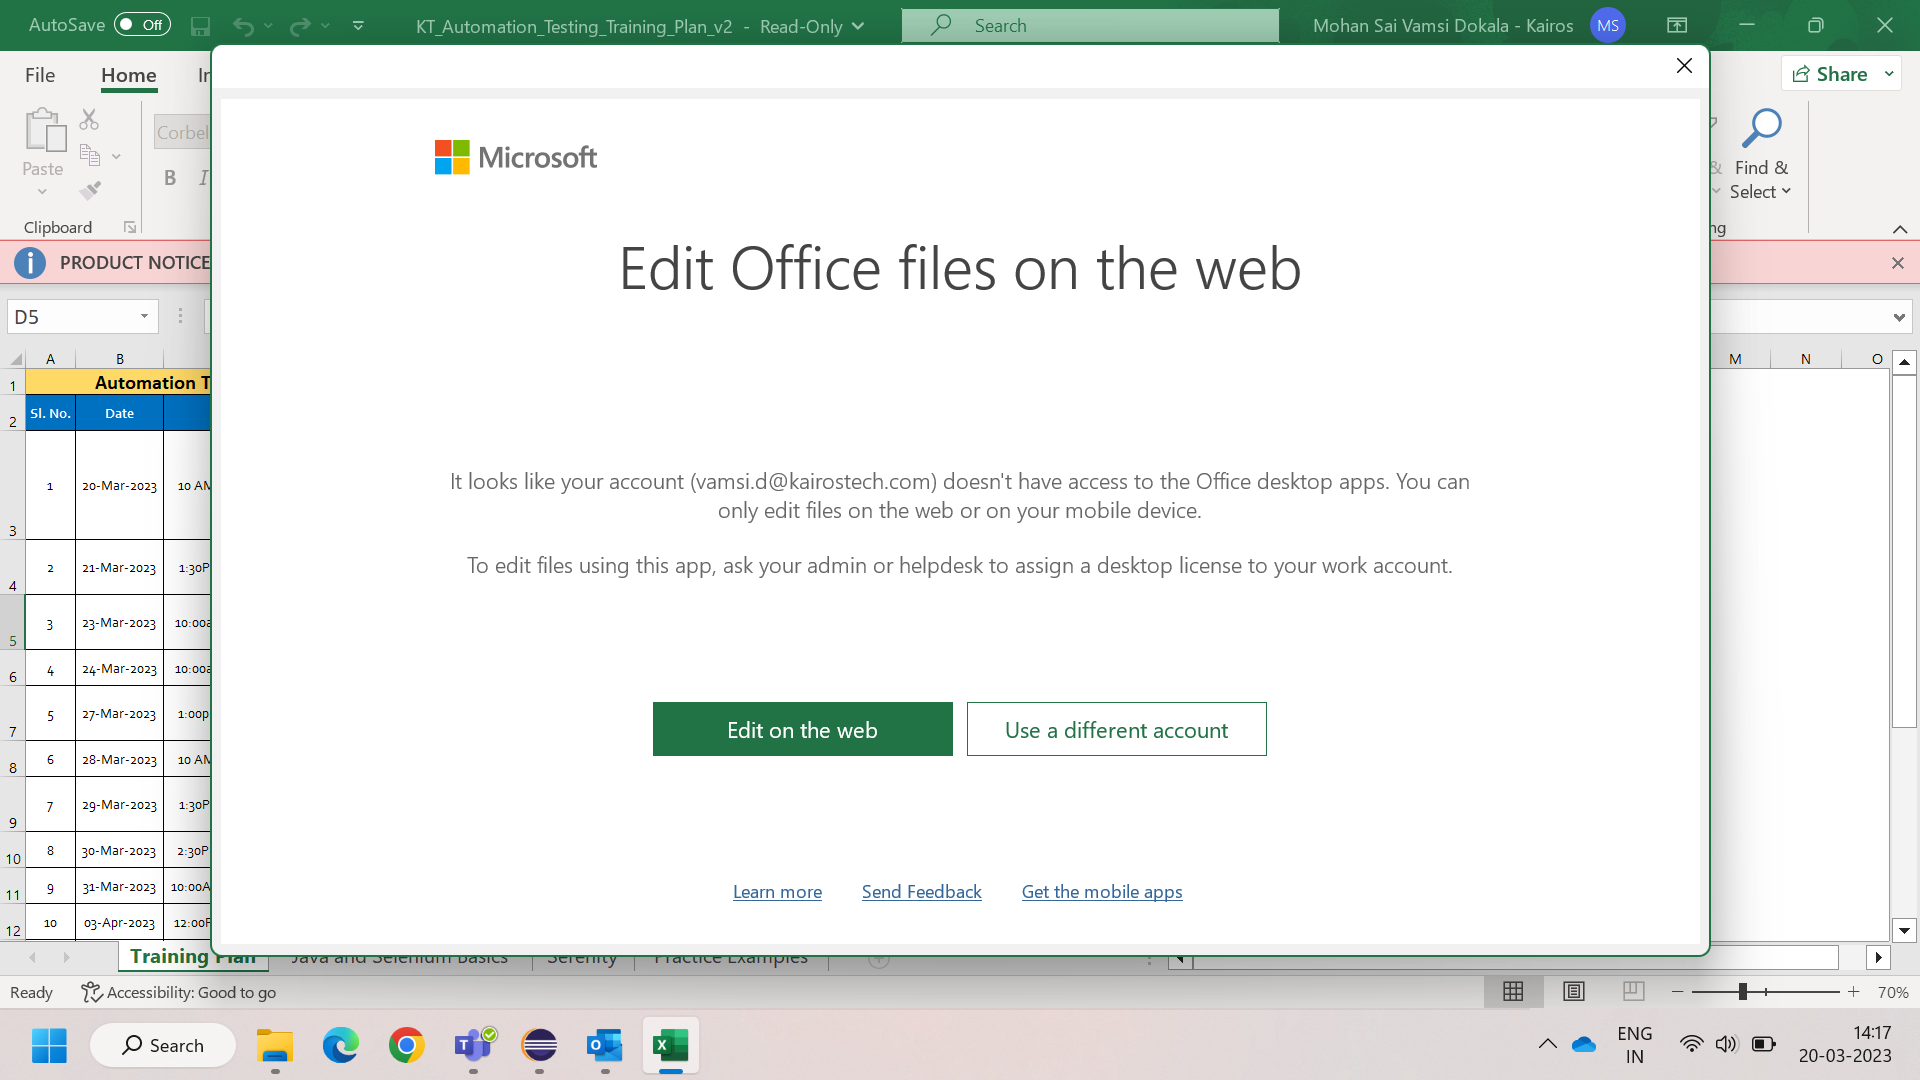 AutoSave Off KT_Automation_Testing_Training_Plan_v2 - Read-Only Search Mohan Sai Vamsi Dokala - Kairos MS
File Home Share
Paste Corbel
B I
Clipboard
Find &
Select
PRODUCT NOTICE
D5
A B M N O
Microsoft
Edit Office files on the web
It looks like your account (vamsi.d@kairostech.com) doesn't have access to the Office desktop apps. You can
only edit files on the web or on your mobile device.
To edit files using this app, ask your admin or helpdesk to assign a desktop license to your work account.
Edit on the web Use a different account
Learn more Send Feedback Get the mobile apps
1 Automation T
2 Sl. No. Date
3 1 20-Mar-2023 10 AM
4 2 21-Mar-2023 1:30P
5 3 23-Mar-2023 10:00a
6 4 24-Mar-2023 10:00a
7 5 27-Mar-2023 1:00p
8 6 28-Mar-2023 10 AM
9 7 29-Mar-2023 1:30P
10 8 30-Mar-2023 2:30P
11 9 31-Mar-2023 10:00A
12 10 03-Apr-2023 12:00P
Training Plan Java and Selenium Basics Serenity Practice Examples
Ready Accessibility: Good to go 70%
Search ENG
IN
14:17
20-03-2023